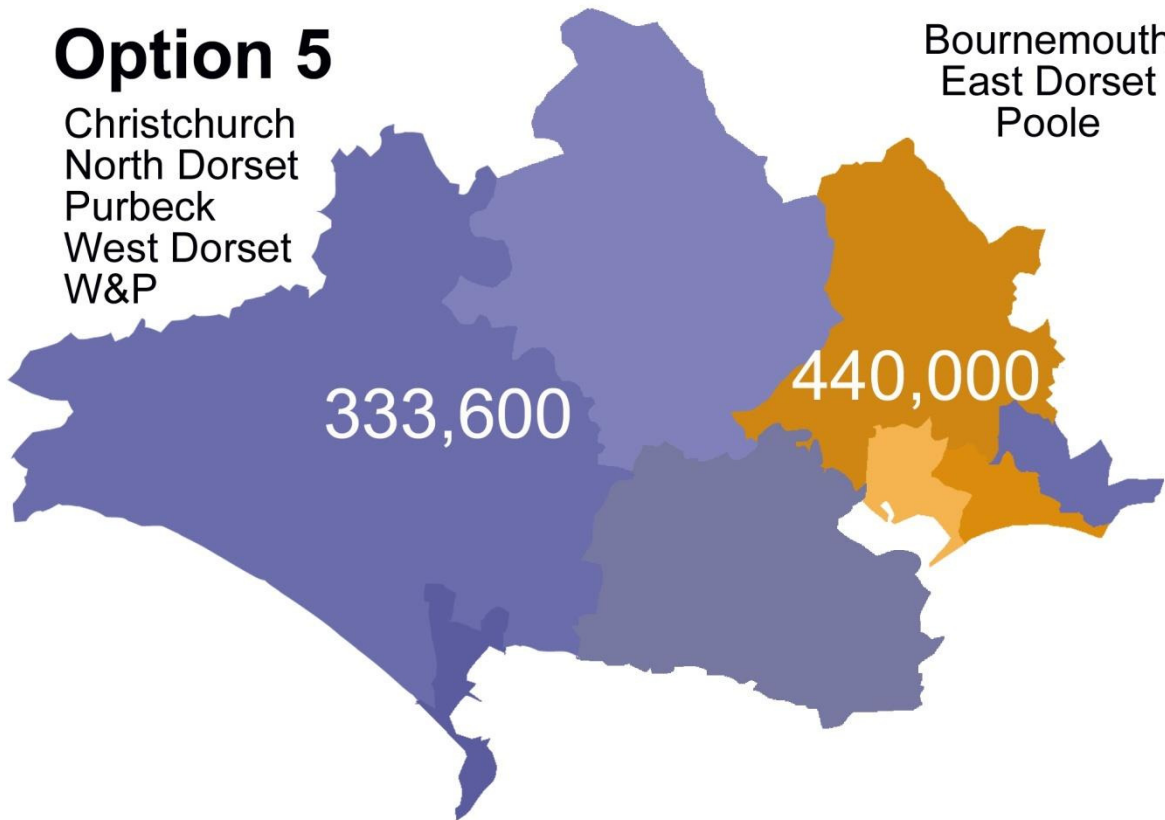 Option 5
Christchurch
North Dorset
Purbeck
West Dorset
W&P
Bournemouth
East Dorset
Poole
333,600
440,000